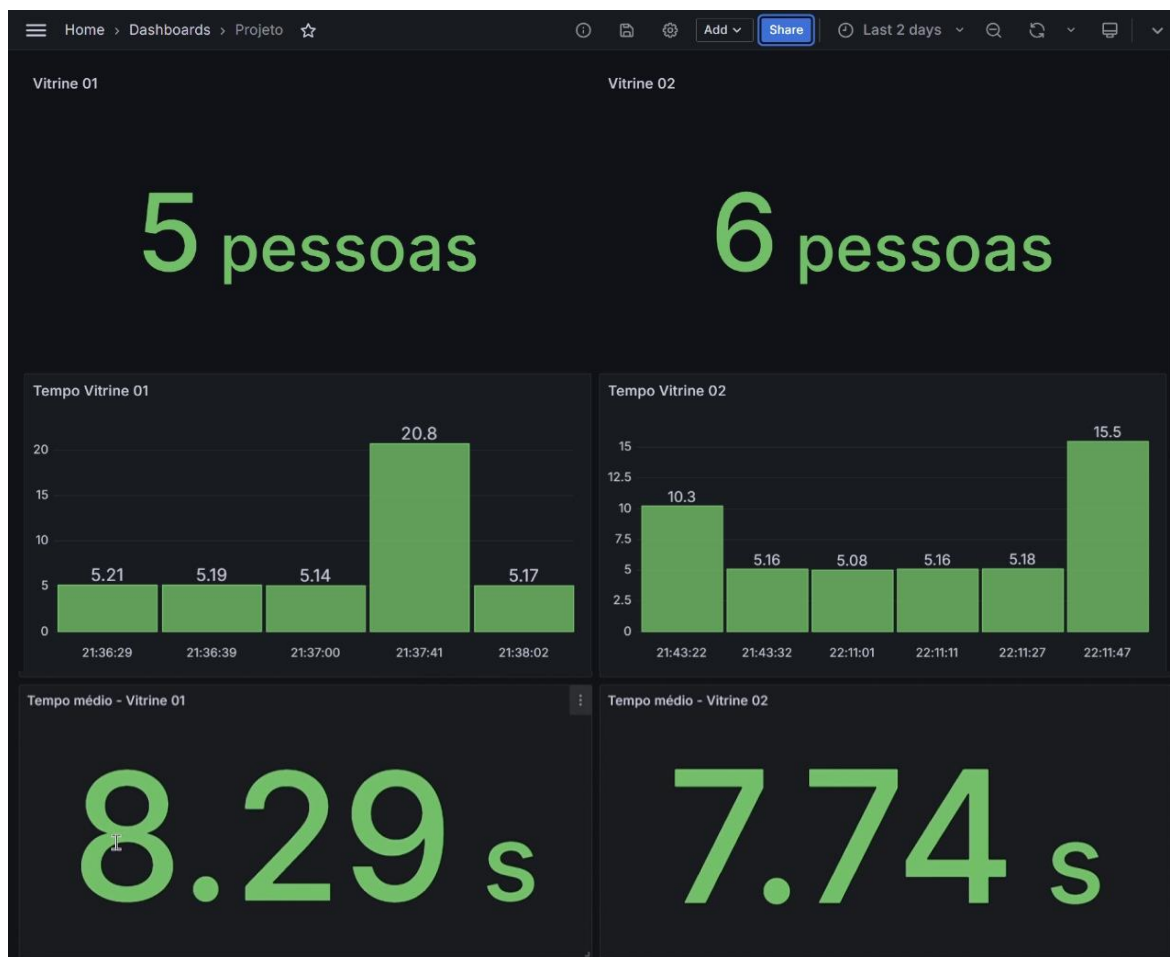 Home › Dashboards › Projeto
Add
Share
Last 2 days
Vitrine 01
5 pessoas
Vitrine 02
6 pessoas
Tempo Vitrine 01
20
15
10
5
0
5.21
5.19
5.14
20.8
5.17
21:36:29
21:36:39
21:37:00
21:37:41
21:38:02
Tempo Vitrine 02
15
12.5
10
7.5
5
2.5
0
10.3
5.16
5.08
5.16
5.18
15.5
21:43:22
21:43:32
22:11:01
22:11:11
22:11:27
22:11:47
Tempo médio - Vitrine 01
8.29 s
Tempo médio - Vitrine 02
7.74 s